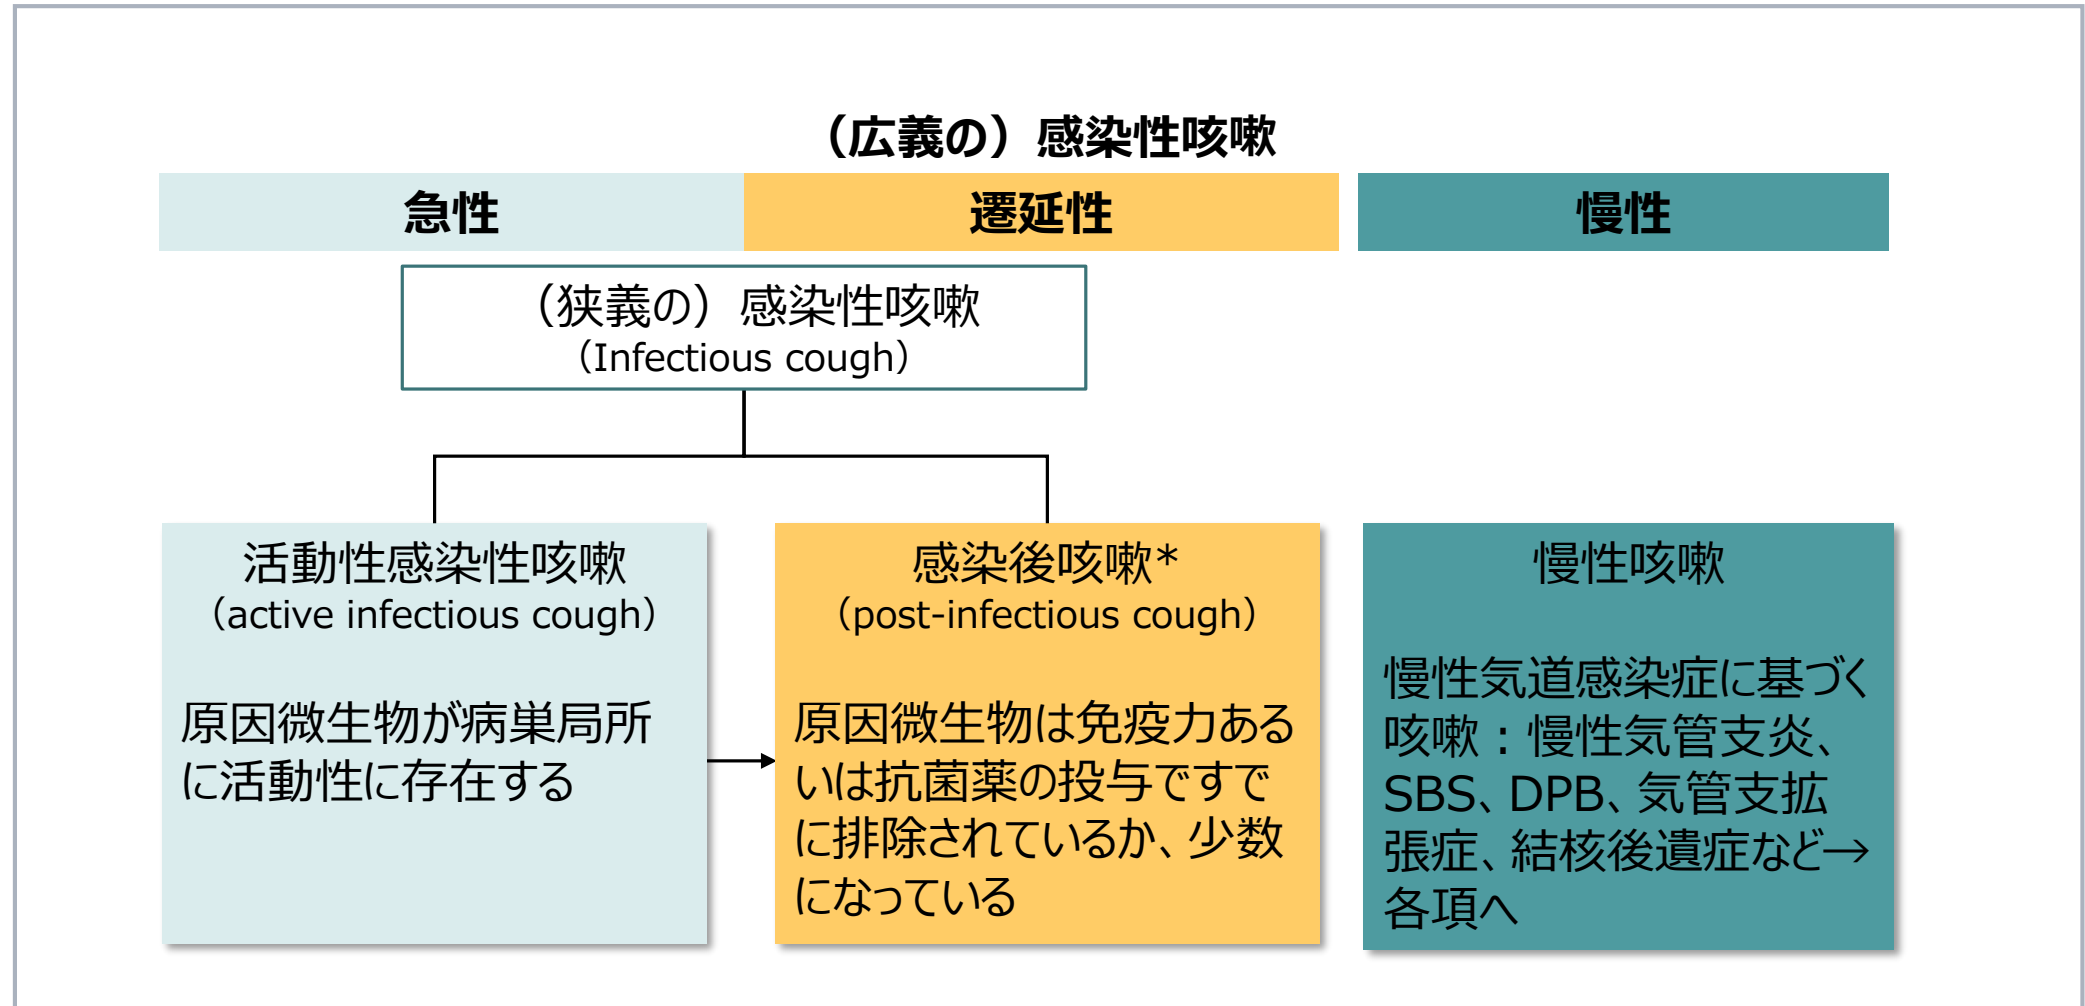 （広義の）感染性咳嗽
急性
遷延性
慢性
（狭義の）感染性咳嗽
（Infectious cough）
活動性感染性咳嗽
（active infectious cough）
原因微生物が病巣局所
に活動性に存在する
感染後咳嗽*
（post-infectious cough）
原因微生物は免疫力ある
いは抗菌薬の投与ですで
に排除されているか、少数
になっている
慢性咳嗽
慢性気道感染症に基づく
咳嗽：慢性気管支炎、
SBS、DPB、気管支拡
張症、結核後遺症など→
各項へ